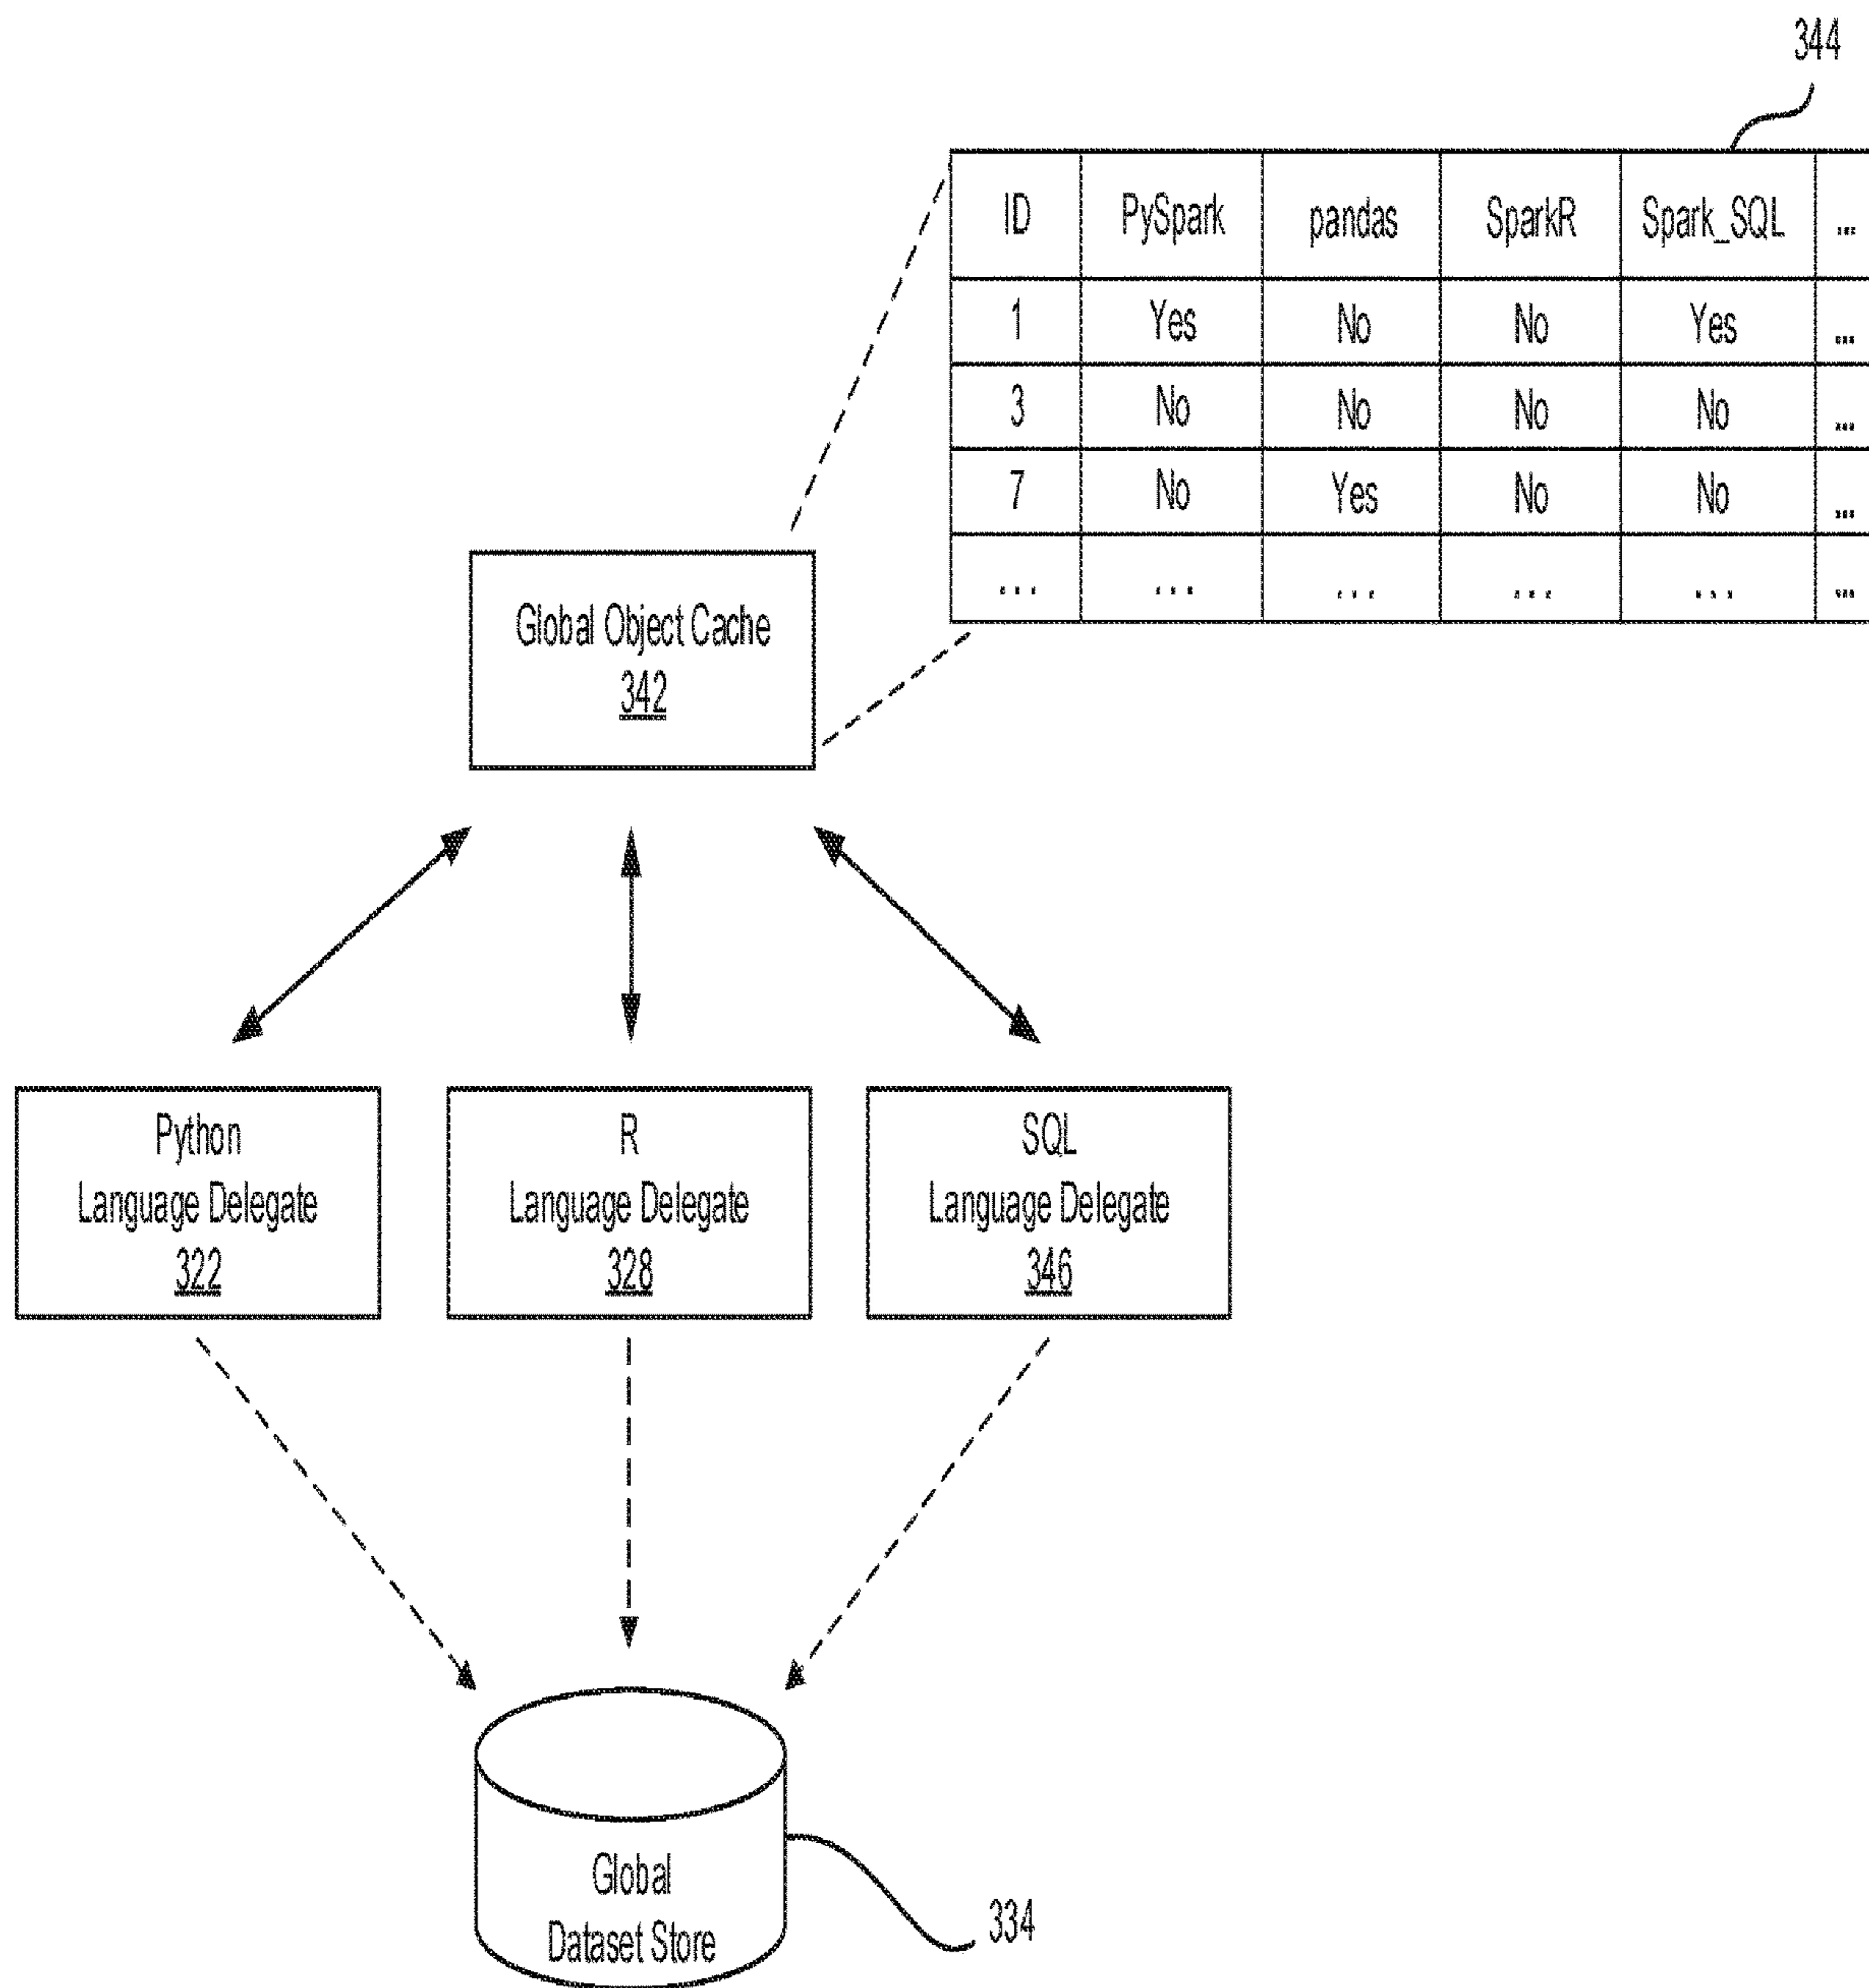 344
ID PySpark pandas SparkR Spark_SQL ...
1 Yes No No Yes ...
3 No No No No ...
7 No Yes No No ...
... ... ... ... ... ...
Global Object Cache
342
Python
Language Delegate
322
R
Language Delegate
328
SQL
Language Delegate
346
Global
Dataset Store
334